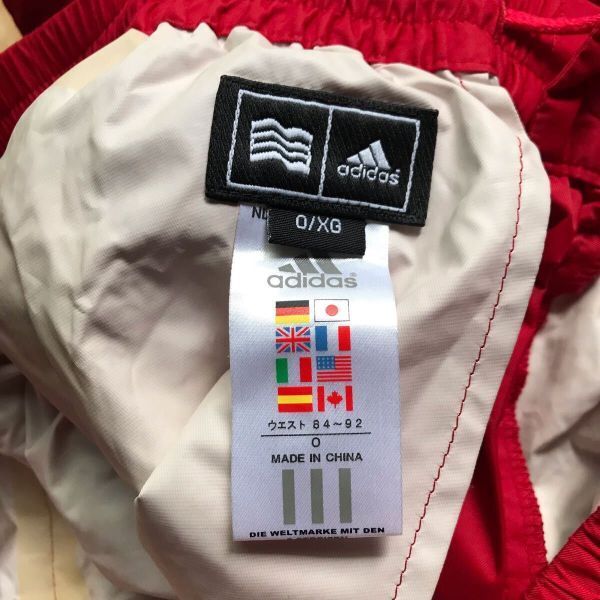 adidas
O/XG
adidas
ウエスト 84～92
O
MADE IN CHINA
DIE WELTMARKE MIT DEN